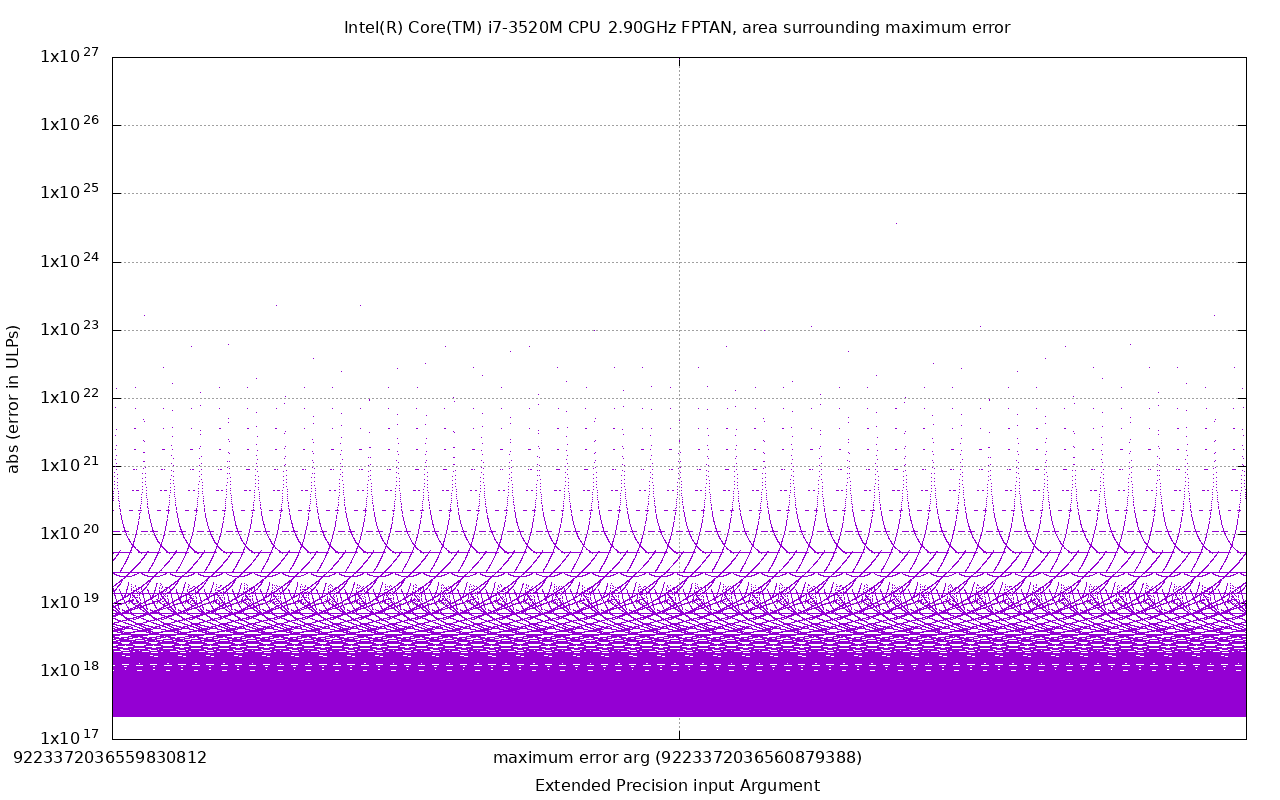 Intel(R) Core(TM) i7-3520M CPU 2.90GHz FPTAN, area surrounding maximum error
1x10^27
1x10^26
1x10^25
1x10^24
1x10^23
1x10^22
1x10^21
1x10^20
1x10^19
1x10^18
1x10^17
abs (error in ULPs)
9223372036559830812
maximum error arg (9223372036560879388)
Extended Precision input Argument